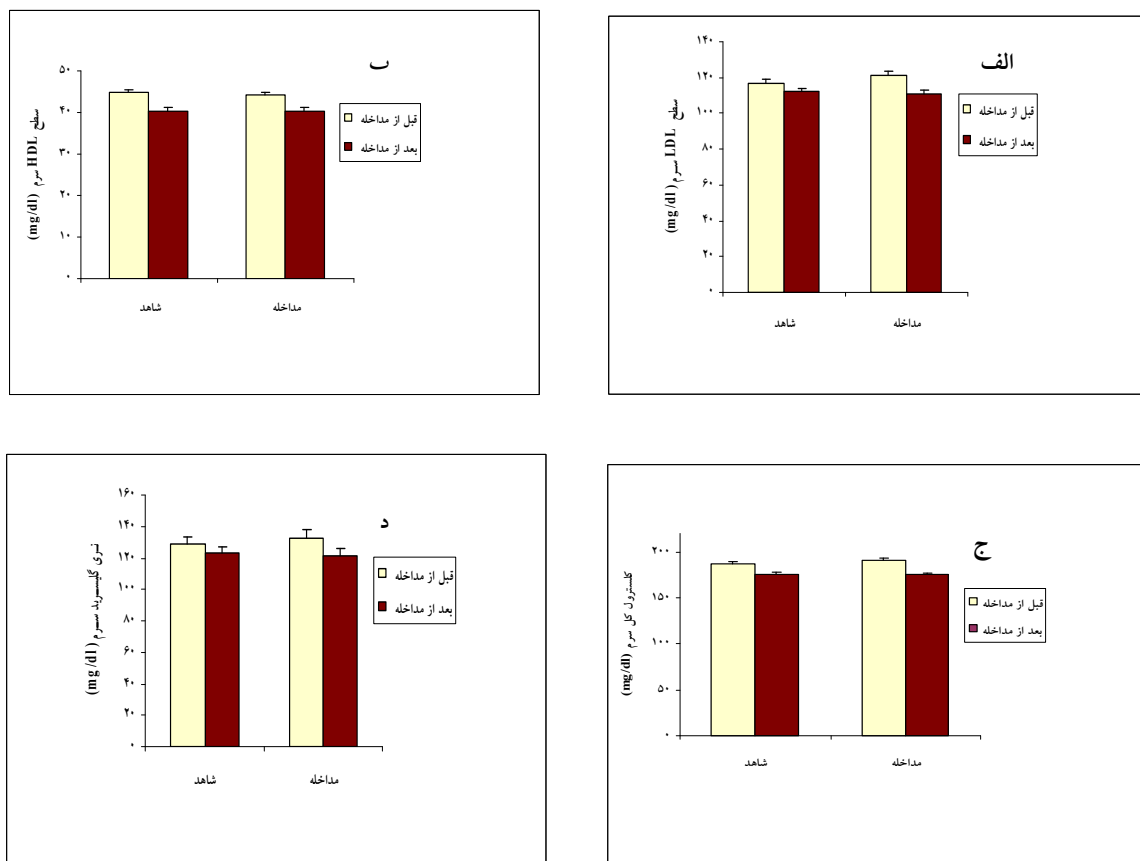 الف
سطح LDL سرم (mg/dl)
۱۴۰
۱۲۰
۱۰۰
۸۰
۶۰
۴۰
۲۰
۰
شاهد
مداخله
قبل از مداخله
بعد از مداخله
ب
سطح HDL سرم (mg/dl)
۵۰
۴۰
۳۰
۲۰
۱۰
۰
شاهد
مداخله
قبل از مداخله
بعد از مداخله
ج
کلسترول کل سرم (mg/dl)
۲۰۰
۱۵۰
۱۰۰
۵۰
۰
شاهد
مداخله
قبل از مداخله
بعد از مداخله
د
تری گلیسرید سرم (mg/dl)
۱۶۰
۱۴۰
۱۲۰
۱۰۰
۸۰
۶۰
۴۰
۲۰
۰
شاهد
مداخله
قبل از مداخله
بعد از مداخله